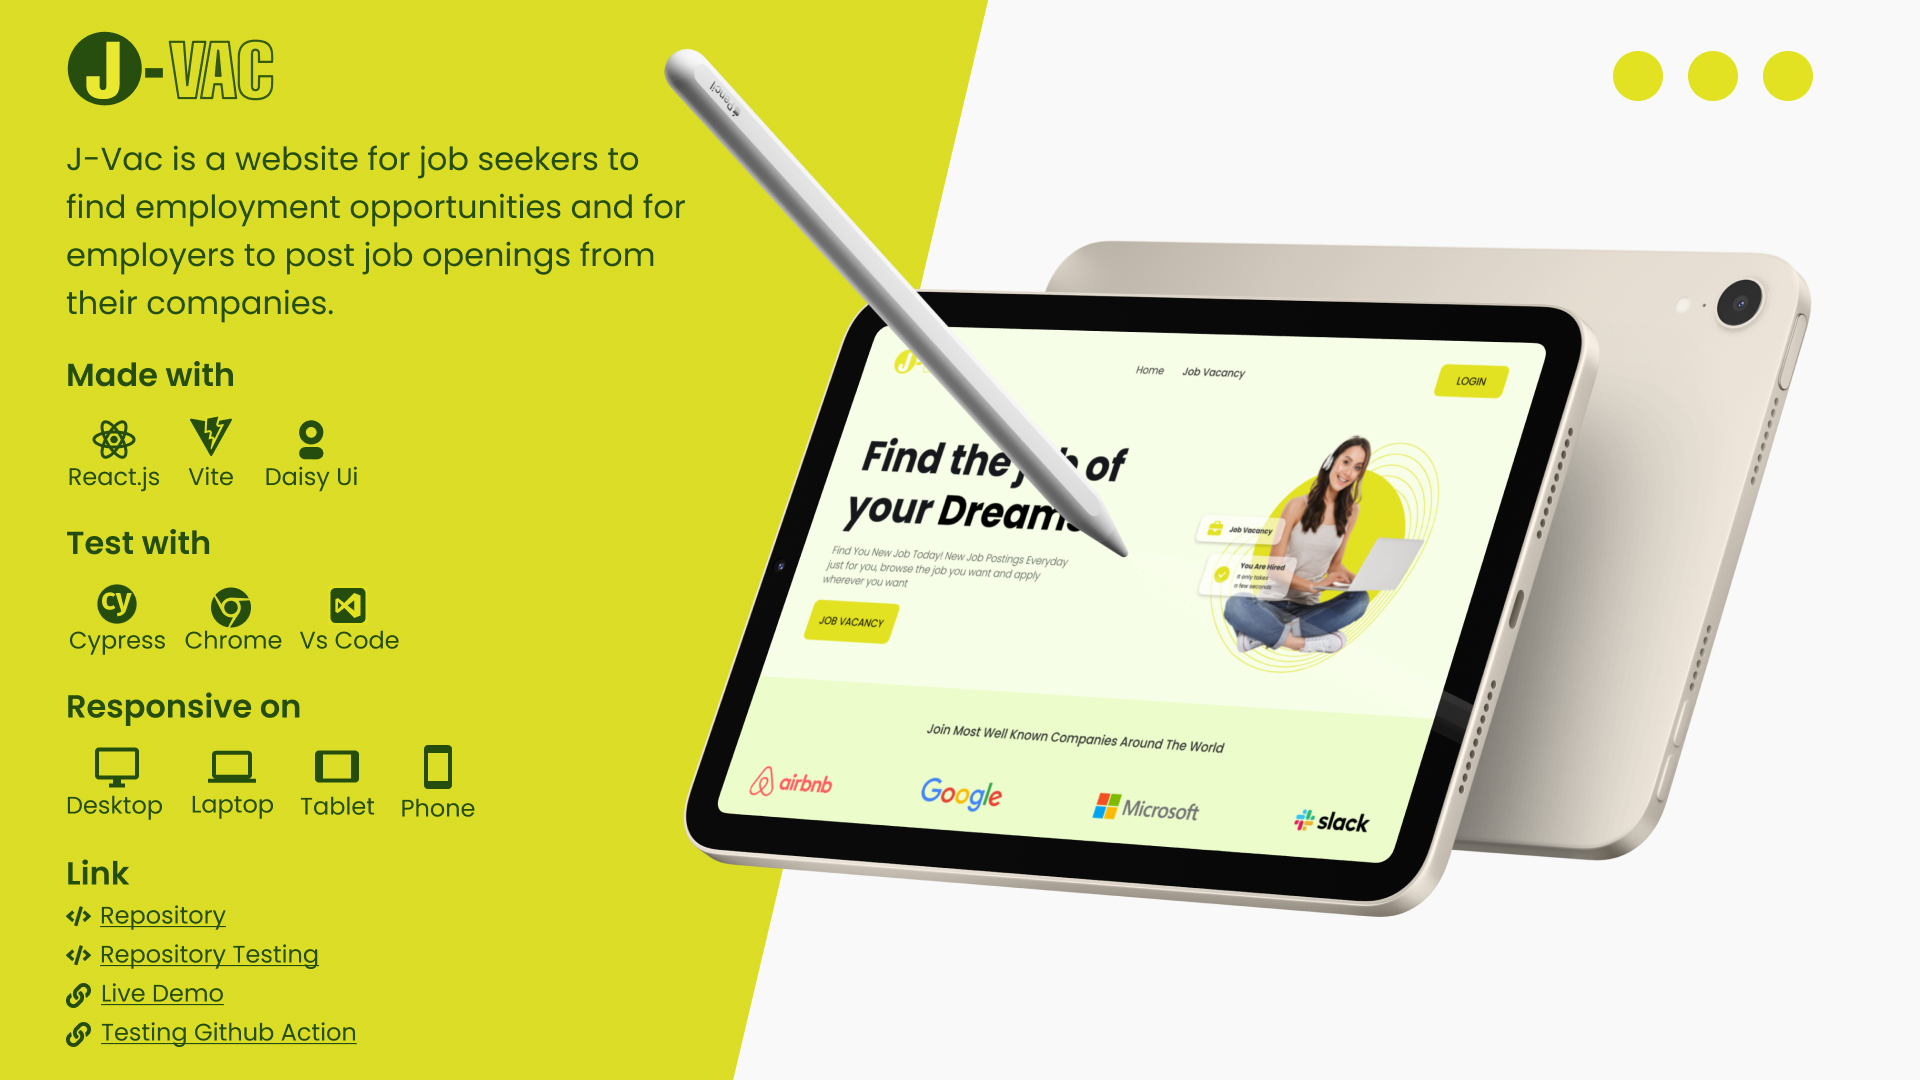 J-VAC
J-Vac is a website for job seekers to
find employment opportunities and for
employers to post job openings from
their companies.
Made with
React.js Vite Daisy Ui
Test with
Cypress Chrome Vs Code
Responsive on
Desktop Laptop Tablet Phone
Link
Repository
Repository Testing
Live Demo
Testing Github Action
Pencil
J-
Home Job Vacancy LOGIN
Find the of
your Dreams
Find You New Job Today! New Job Postings Everyday
just for you, browse the job you want and apply
wherever you want
JOB VACANCY
Job Vacancy
You Are Hired
It only takes
a few seconds
Join Most Well Known Companies Around The World
airbnb Google Microsoft slack